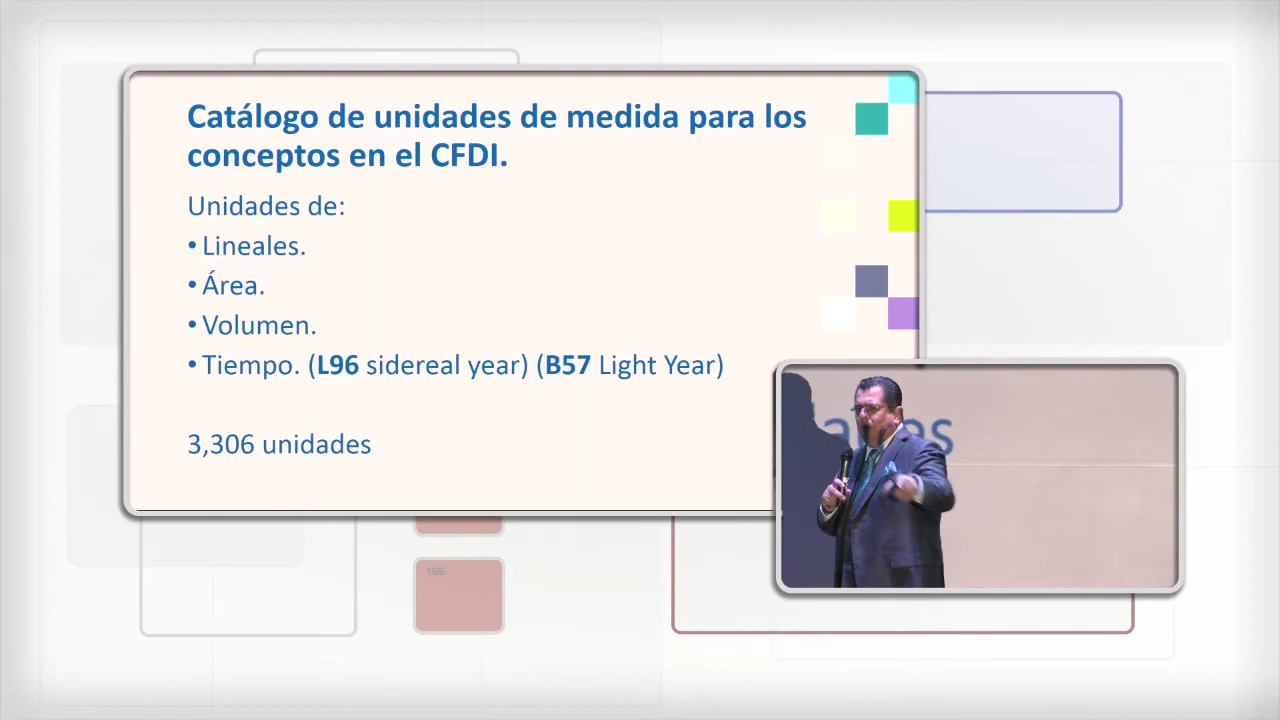 Catálogo de unidades de medida para los
conceptos en el CFDI.
Unidades de:
• Lineales.
• Área.
• Volumen.
• Tiempo. (L96 sidereal year) (B57 Light Year)
3,306 unidades